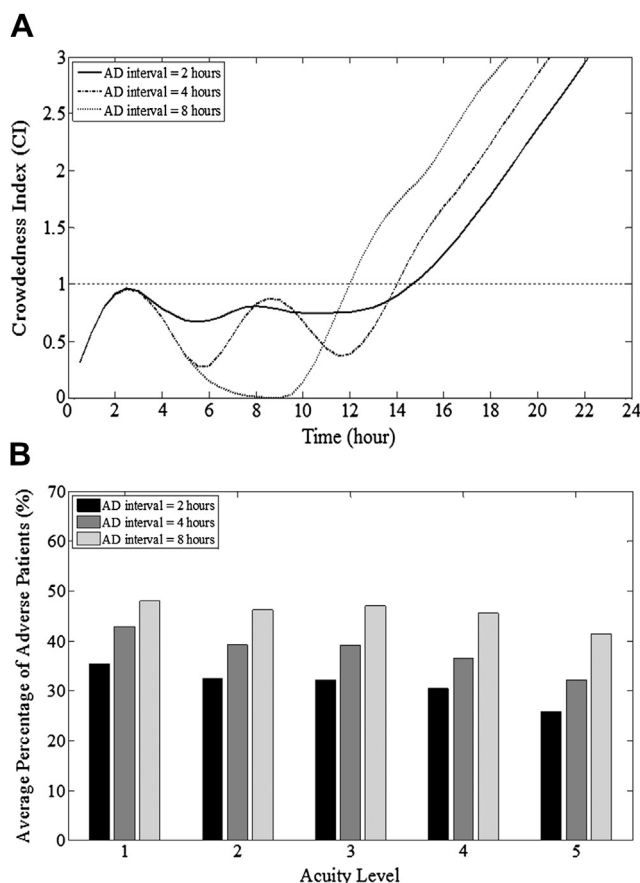 A
3
2.5
2
1.5
1
0.5
0
Crowdedness Index (CI)
AD interval = 2 hours
AD interval = 4 hours
AD interval = 8 hours
0 2 4 6 8 10 12 14 16 18 20 22 24
Time (hour)
B
70
60
50
40
30
20
10
0
Average Percentage of Adverse Patients (%)
AD interval = 2 hours
AD interval = 4 hours
AD interval = 8 hours
1 2 3 4 5
Acuity Level